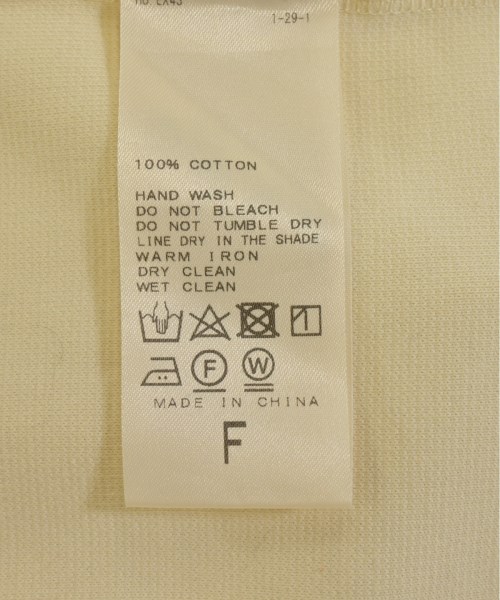 1-29-1
100% COTTON
HAND WASH
DO NOT BLEACH
DO NOT TUMBLE DRY
LINE DRY IN THE SHADE
WARM IRON
DRY CLEAN
WET CLEAN
F W
MADE IN CHINA
F